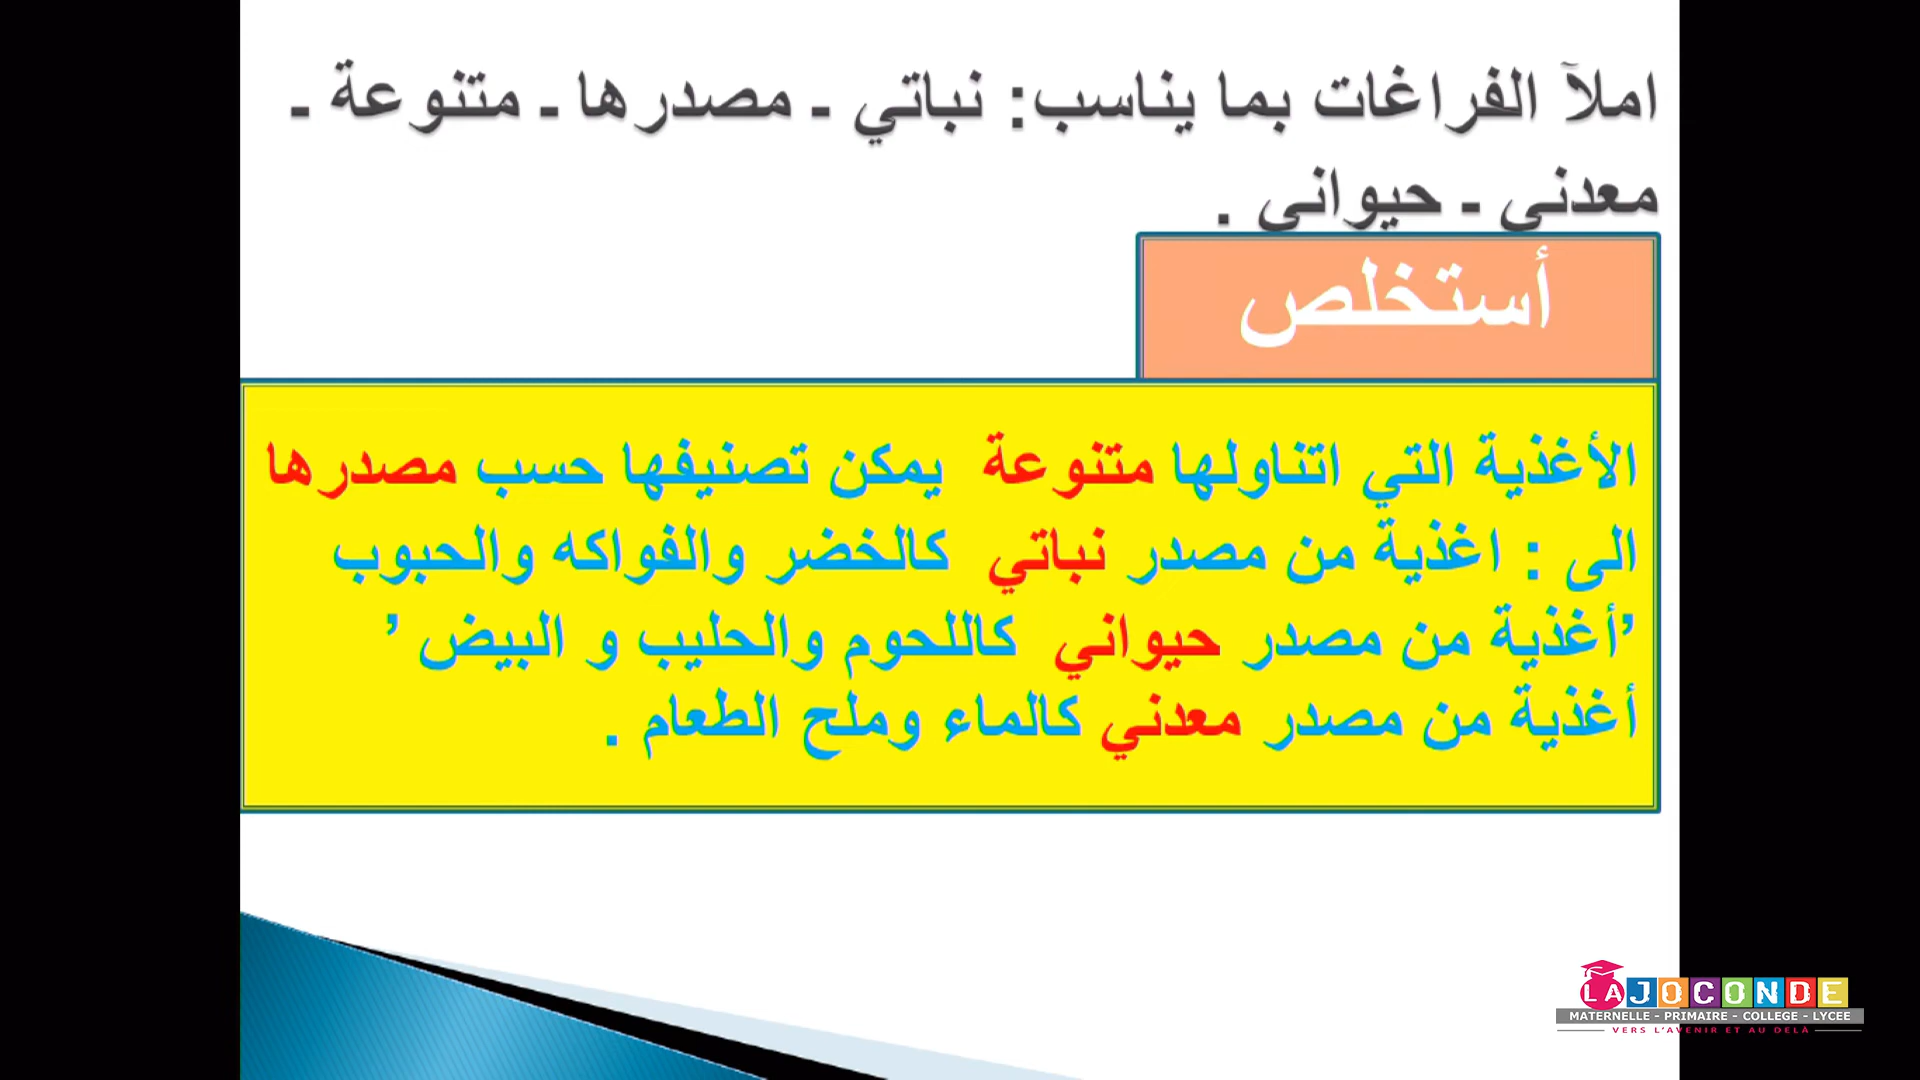 املآ الفراغات بما يناسب: نباتي - مصدرها - متنوعة -
معدني - حيواني .
أستخلص
الأغذية التي اتناولها متنوعة يمكن تصنيفها حسب مصدرها
الى : اغذية من مصدر نباتي كالخضر والفواكه والحبوب
’أغذية من مصدر حيواني كاللحوم والحليب و البيض ’
أغذية من مصدر معدني كالماء وملح الطعام .
LAJOCONDE
MATERNELLE - PRIMAIRE - COLLEGE - LYCEE
VERS L'AVENIR ET AU DELÀ